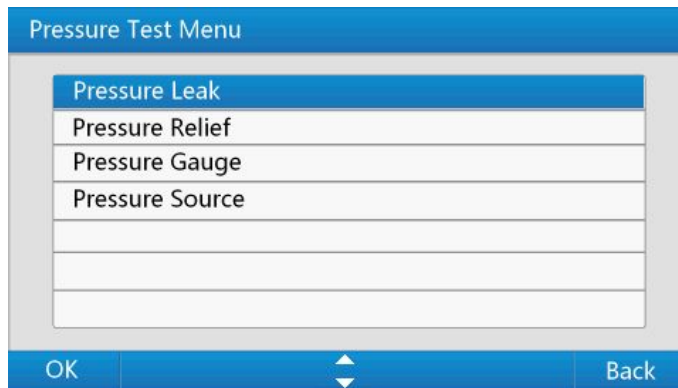 Pressure Test Menu
Pressure Leak
Pressure Relief
Pressure Gauge
Pressure Source
OK Back